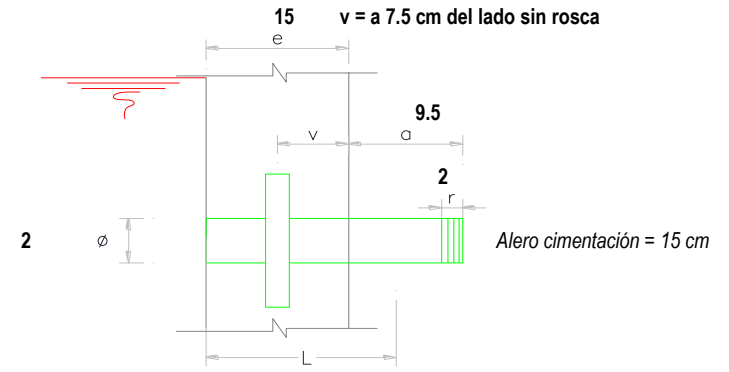 15 v = a 7.5 cm del lado sin rosca
e
9.5
v a
2
r
2 ø Alero cimentación = 15 cm
L